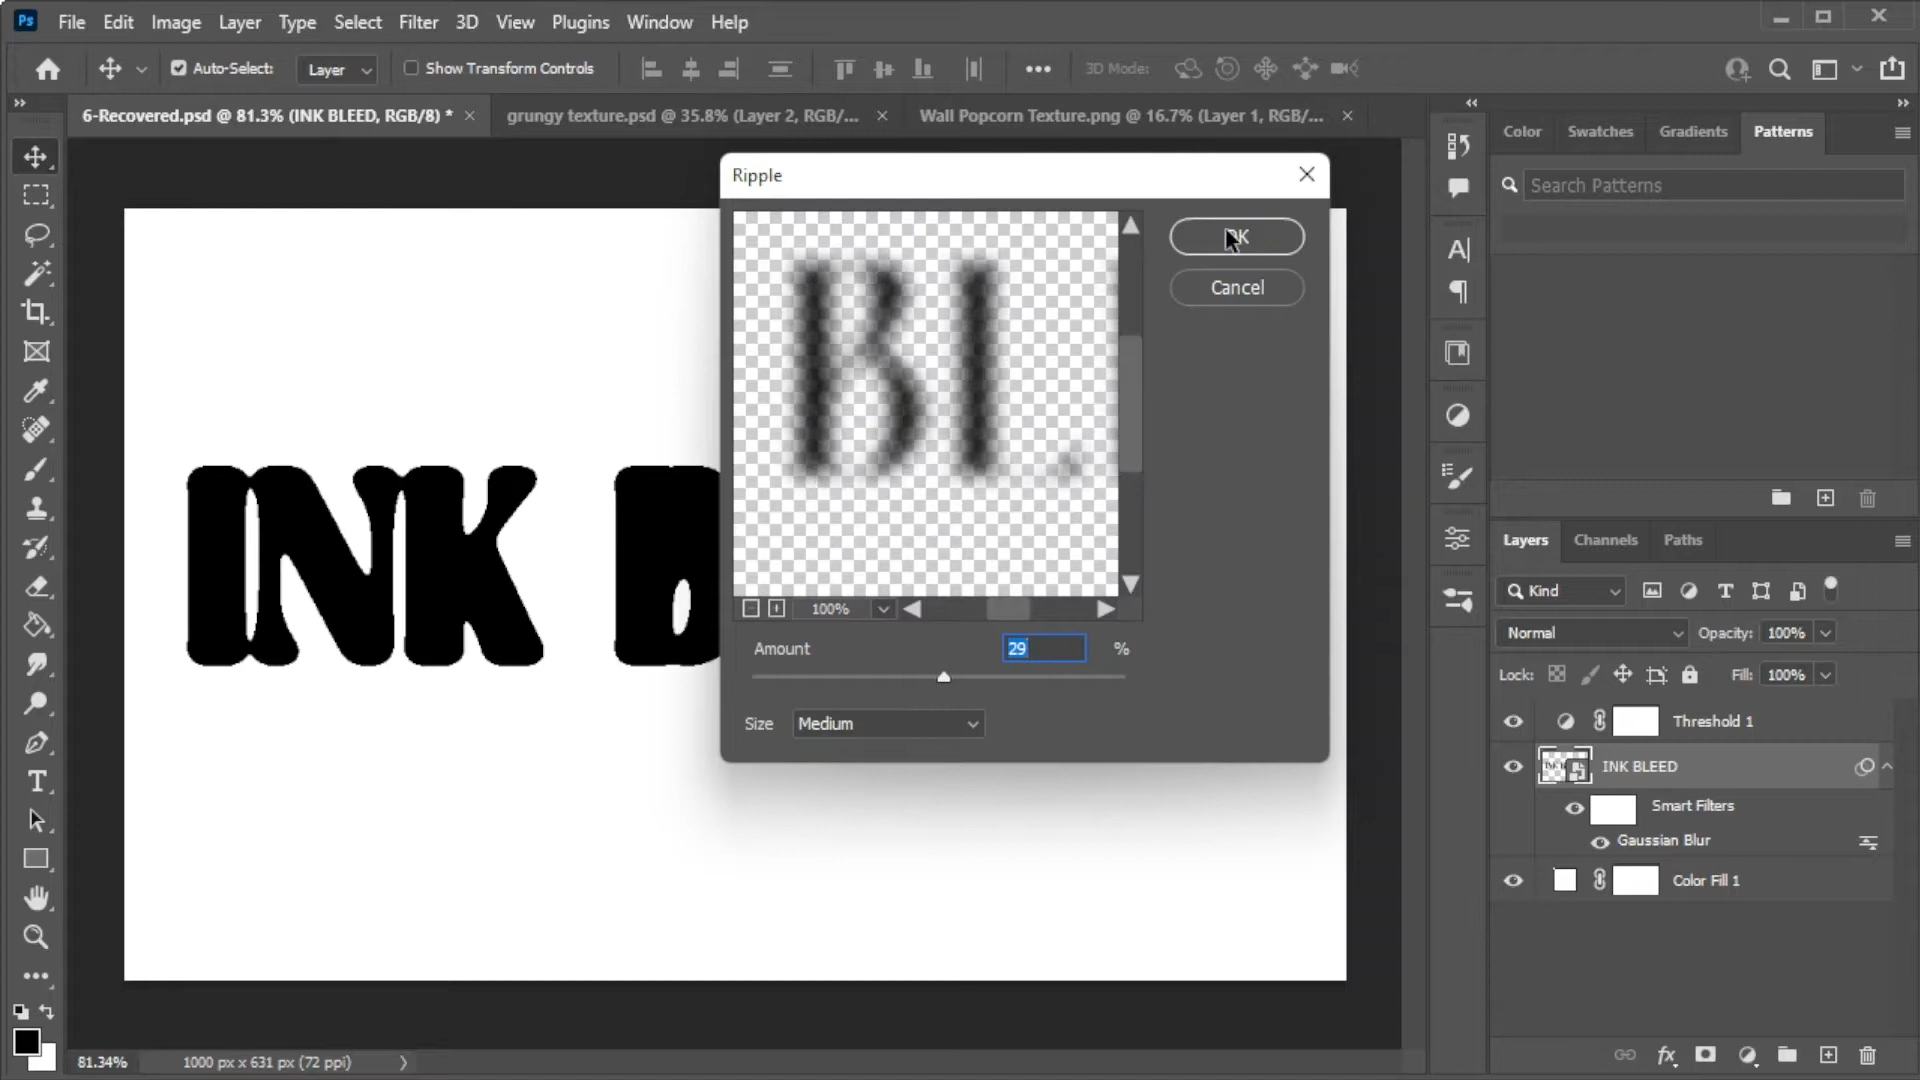 Ps File Edit Image Layer Type Select Filter 3D View Plugins Window Help
Auto-Select: Layer Show Transform Controls 3D Mode:
6-Recovered.psd @ 81.3% (INK BLEED, RGB/8) * grungy texture.psd @ 35.8% (Layer 2, RGB/... Wall Popcorn Texture.png @ 16.7% (Layer 1, RGB/...
Color Swatches Gradients Patterns
Search Patterns
Ripple
OK
Cancel
BL
INK B
100%
Amount 29 %
Size Medium
Layers Channels Paths
Kind
Normal Opacity: 100%
Lock: Fill: 100%
Threshold 1
INK BLEED
Smart Filters
Gaussian Blur
Color Fill 1
81.34% 1000 px x 631 px (72 ppi)